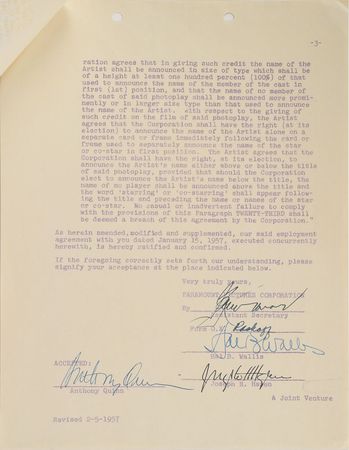 -3-
ration agrees that in giving such credit the name of the
Artist shall be announced in size of type which shall be
of a height at least one hundred percent (100%) of that
used to announce the name of the member of the cast in
first (1st) position, and that the name of no member of
the cast of said photoplay shall be announced more promi-
nently or in larger size type than that used to announce
the name of the Artist. With respect to the giving of
such credit on the film of said photoplay, the Artist
agrees that the Corporation shall have the right (at its
election) to announce the name of the Artist alone on a
separate card or frame immediately following the card or
frame used to separately announce the name of the star
or co-star in first position. The Artist agrees that the
Corporation shall have the right, at its election, to
announce the Artist's name either above or below the title
of said photoplay, provided that should the Corporation
elect to announce the Artist's name below the title, the
name of no player shall be announced above the title and
the word 'starring' or 'co-starring' shall appear follow-
ing the title and preceding the name or names of the star
or co-star. No casual or inadvertent failure to comply
with the provisions of this Paragraph TWENTY-THIRD shall
be deemed a breach of this agreement by the Corporation."
As herein amended, modified and supplemented, our said employment
agreement with you dated January 15, 1957, executed concurrently
herewith, is hereby ratified and confirmed.
If the foregoing correctly sets forth our understanding, please
signify your acceptance at the place indicated below.
Very truly yours,
PARAMOUNT PICTURES CORPORATION
By
Assistant Secretary
Hal B Wallis
Hal B. Wallis
ACCEPTED:
Anthony Quinn
Anthony Quinn
Joseph H. Hazen
Joseph H. Hazen
A Joint Venture
Revised 2-5-1957